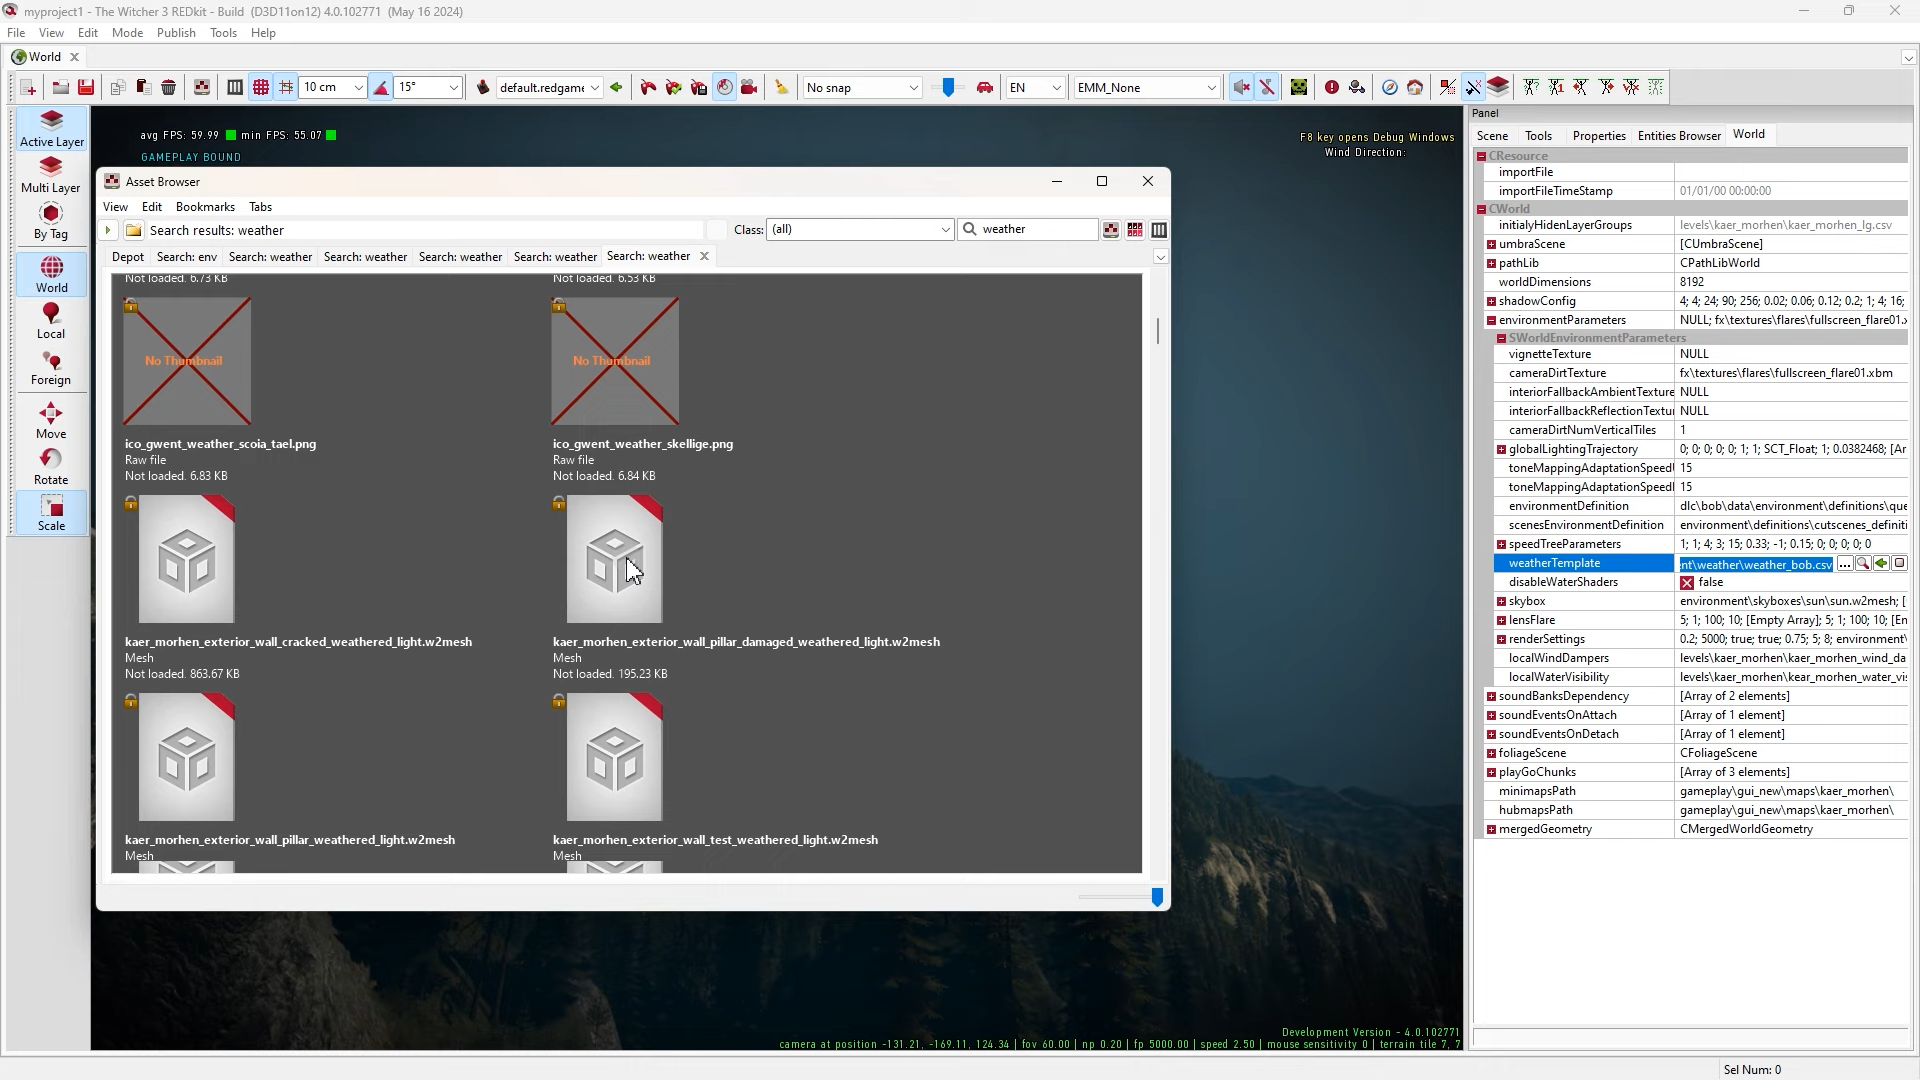 myproject1 - The Witcher 3 REDkit - Build (D3D11on12) 4.0.102771 (May 16 2024)
File View Edit Mode Publish Tools Help
World
10 cm 15° default.redgame No snap EN EMM_None
Active Layer
Multi Layer
By Tag
World
Local
Foreign
Move
Rotate
Scale
avg FPS: 59.99 min FPS: 55.07
GAMEPLAY BOUND
F8 key opens Debug Windows
Wind Direction:
Asset Browser
View Edit Bookmarks Tabs
Search results: weather Class: (all) weather
Depot Search: env Search: weather Search: weather Search: weather Search: weather Search: weather
Not loaded. 6.73 KB Not loaded. 6.53 KB
No Thumbnail No Thumbnail
ico_gwent_weather_scoia_tael.png ico_gwent_weather_skellige.png
Raw file Raw file
Not loaded. 6.83 KB Not loaded. 6.84 KB
kaer_morhen_exterior_wall_cracked_weathered_light.w2mesh kaer_morhen_exterior_wall_pillar_damaged_weathered_light.w2mesh
Mesh Mesh
Not loaded. 863.67 KB Not loaded. 195.23 KB
kaer_morhen_exterior_wall_pillar_weathered_light.w2mesh kaer_morhen_exterior_wall_test_weathered_light.w2mesh
Mesh Mesh
Panel
Scene Tools Properties Entities Browser World
CResource
importFile
importFileTimeStamp 01/01/00 00:00:00
CWorld
initialyHidenLayerGroups levels\kaer_morhen\kaer_morhen_lg.csv
umbraScene [CUmbraScene]
pathLib CPathLibWorld
worldDimensions 8192
shadowConfig 4; 4; 24; 90; 256; 0.02; 0.06; 0.12; 0.2; 1; 4; 16;
environmentParameters NULL; fx\textures\flares\fullscreen_flare01.x
SWorldEnvironmentParameters
vignetteTexture NULL
cameraDirtTexture fx\textures\flares\fullscreen_flare01.xbm
interiorFallbackAmbientTexture NULL
interiorFallbackReflectionTextu NULL
cameraDirtNumVerticalTiles 1
globalLightingTrajectory 0; 0; 0; 0; 0; 1; 1; SCT_Float; 1; 0.0382468; [Ar
toneMappingAdaptationSpeed 15
toneMappingAdaptationSpeed 15
environmentDefinition dlc\bob\data\environment\definitions\que
scenesEnvironmentDefinition environment\definitions\cutscenes_definiti
speedTreeParameters 1; 1; 4; 3; 15; 0.33; -1; 0.15; 0; 0; 0; 0; 0
weatherTemplate nt\weather\weather_bob.csv
disableWaterShaders false
skybox environment\skyboxes\sun\sun.w2mesh; [
lensFlare 5; 1; 100; 10; [Empty Array]; 5; 1; 100; 10; [En
renderSettings 0.2; 5000; true; true; 0.75; 5; 8; environment\
localWindDampers levels\kaer_morhen\kaer_morhen_wind_da
localWaterVisibility levels\kaer_morhen\kear_morhen_water_vis
soundBanksDependency [Array of 2 elements]
soundEventsOnAttach [Array of 1 element]
soundEventsOnDetach [Array of 1 element]
foliageScene CFoliageScene
playGoChunks [Array of 3 elements]
minimapsPath gameplay\gui_new\maps\kaer_morhen\
hubmapsPath gameplay\gui_new\maps\kaer_morhen\
mergedGeometry CMergedWorldGeometry
Development Version - 4.0.102771
camera at position -131.21, -169.11, 124.34 | fov 60.00 | np 0.20 | fp 5000.00 | speed 2.50 | mouse sensitivity 0 | terrain tile 7, 7
Sel Num: 0